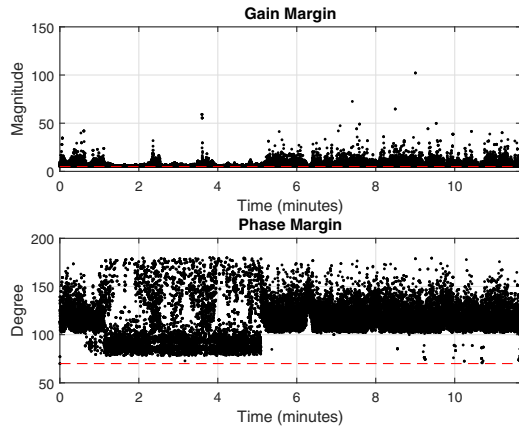 Gain Margin
150
100
50
0
Magnitude
0 2 4 6 8 10
Time (minutes)
Phase Margin
200
150
100
50
Degree
0 2 4 6 8 10
Time (minutes)